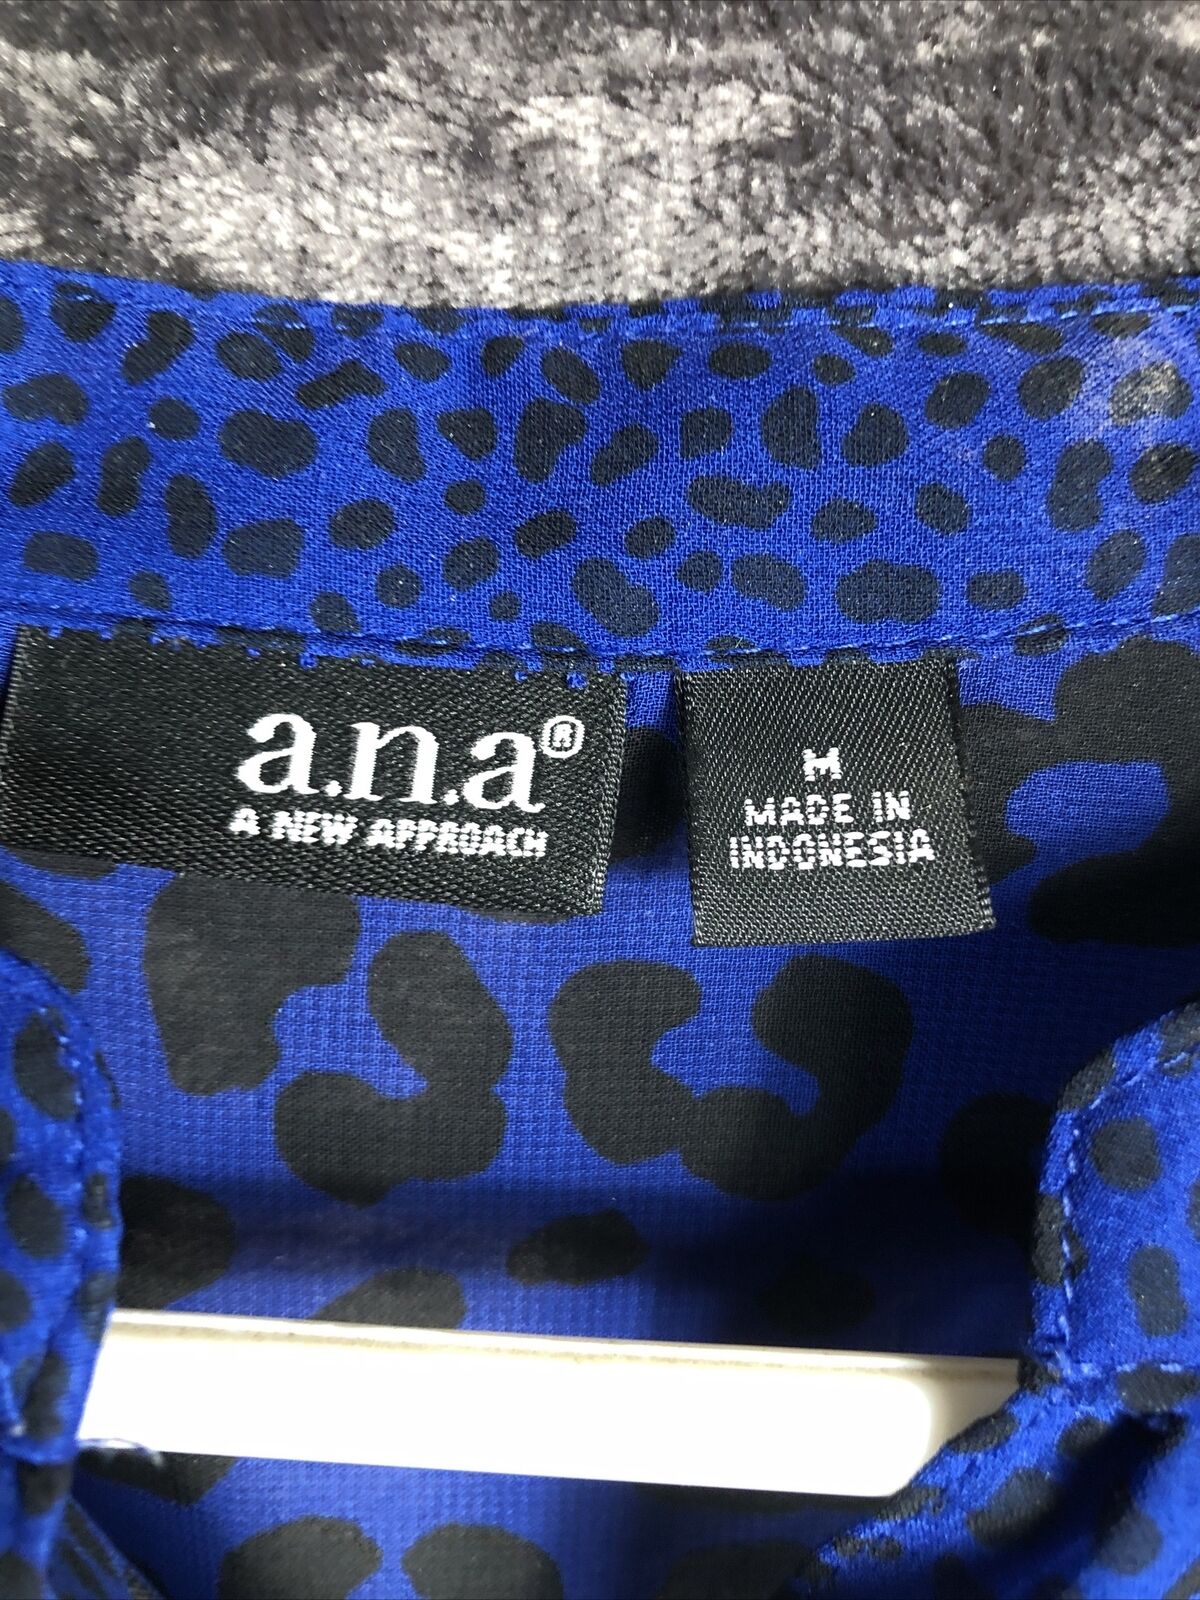 a.n.a®
A NEW APPROACH
M
MADE IN
INDONESIA